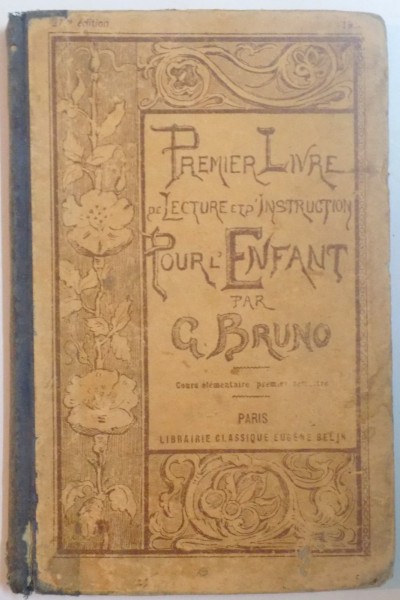 PREMIER LIVRE
DE LECTURE ET D'INSTRUCTION
POUR L'ENFANT
PAR
G. BRUNO
Cours élémentaire
PARIS
LIBRAIRIE CLASSIQUE EUGÈNE BELIN